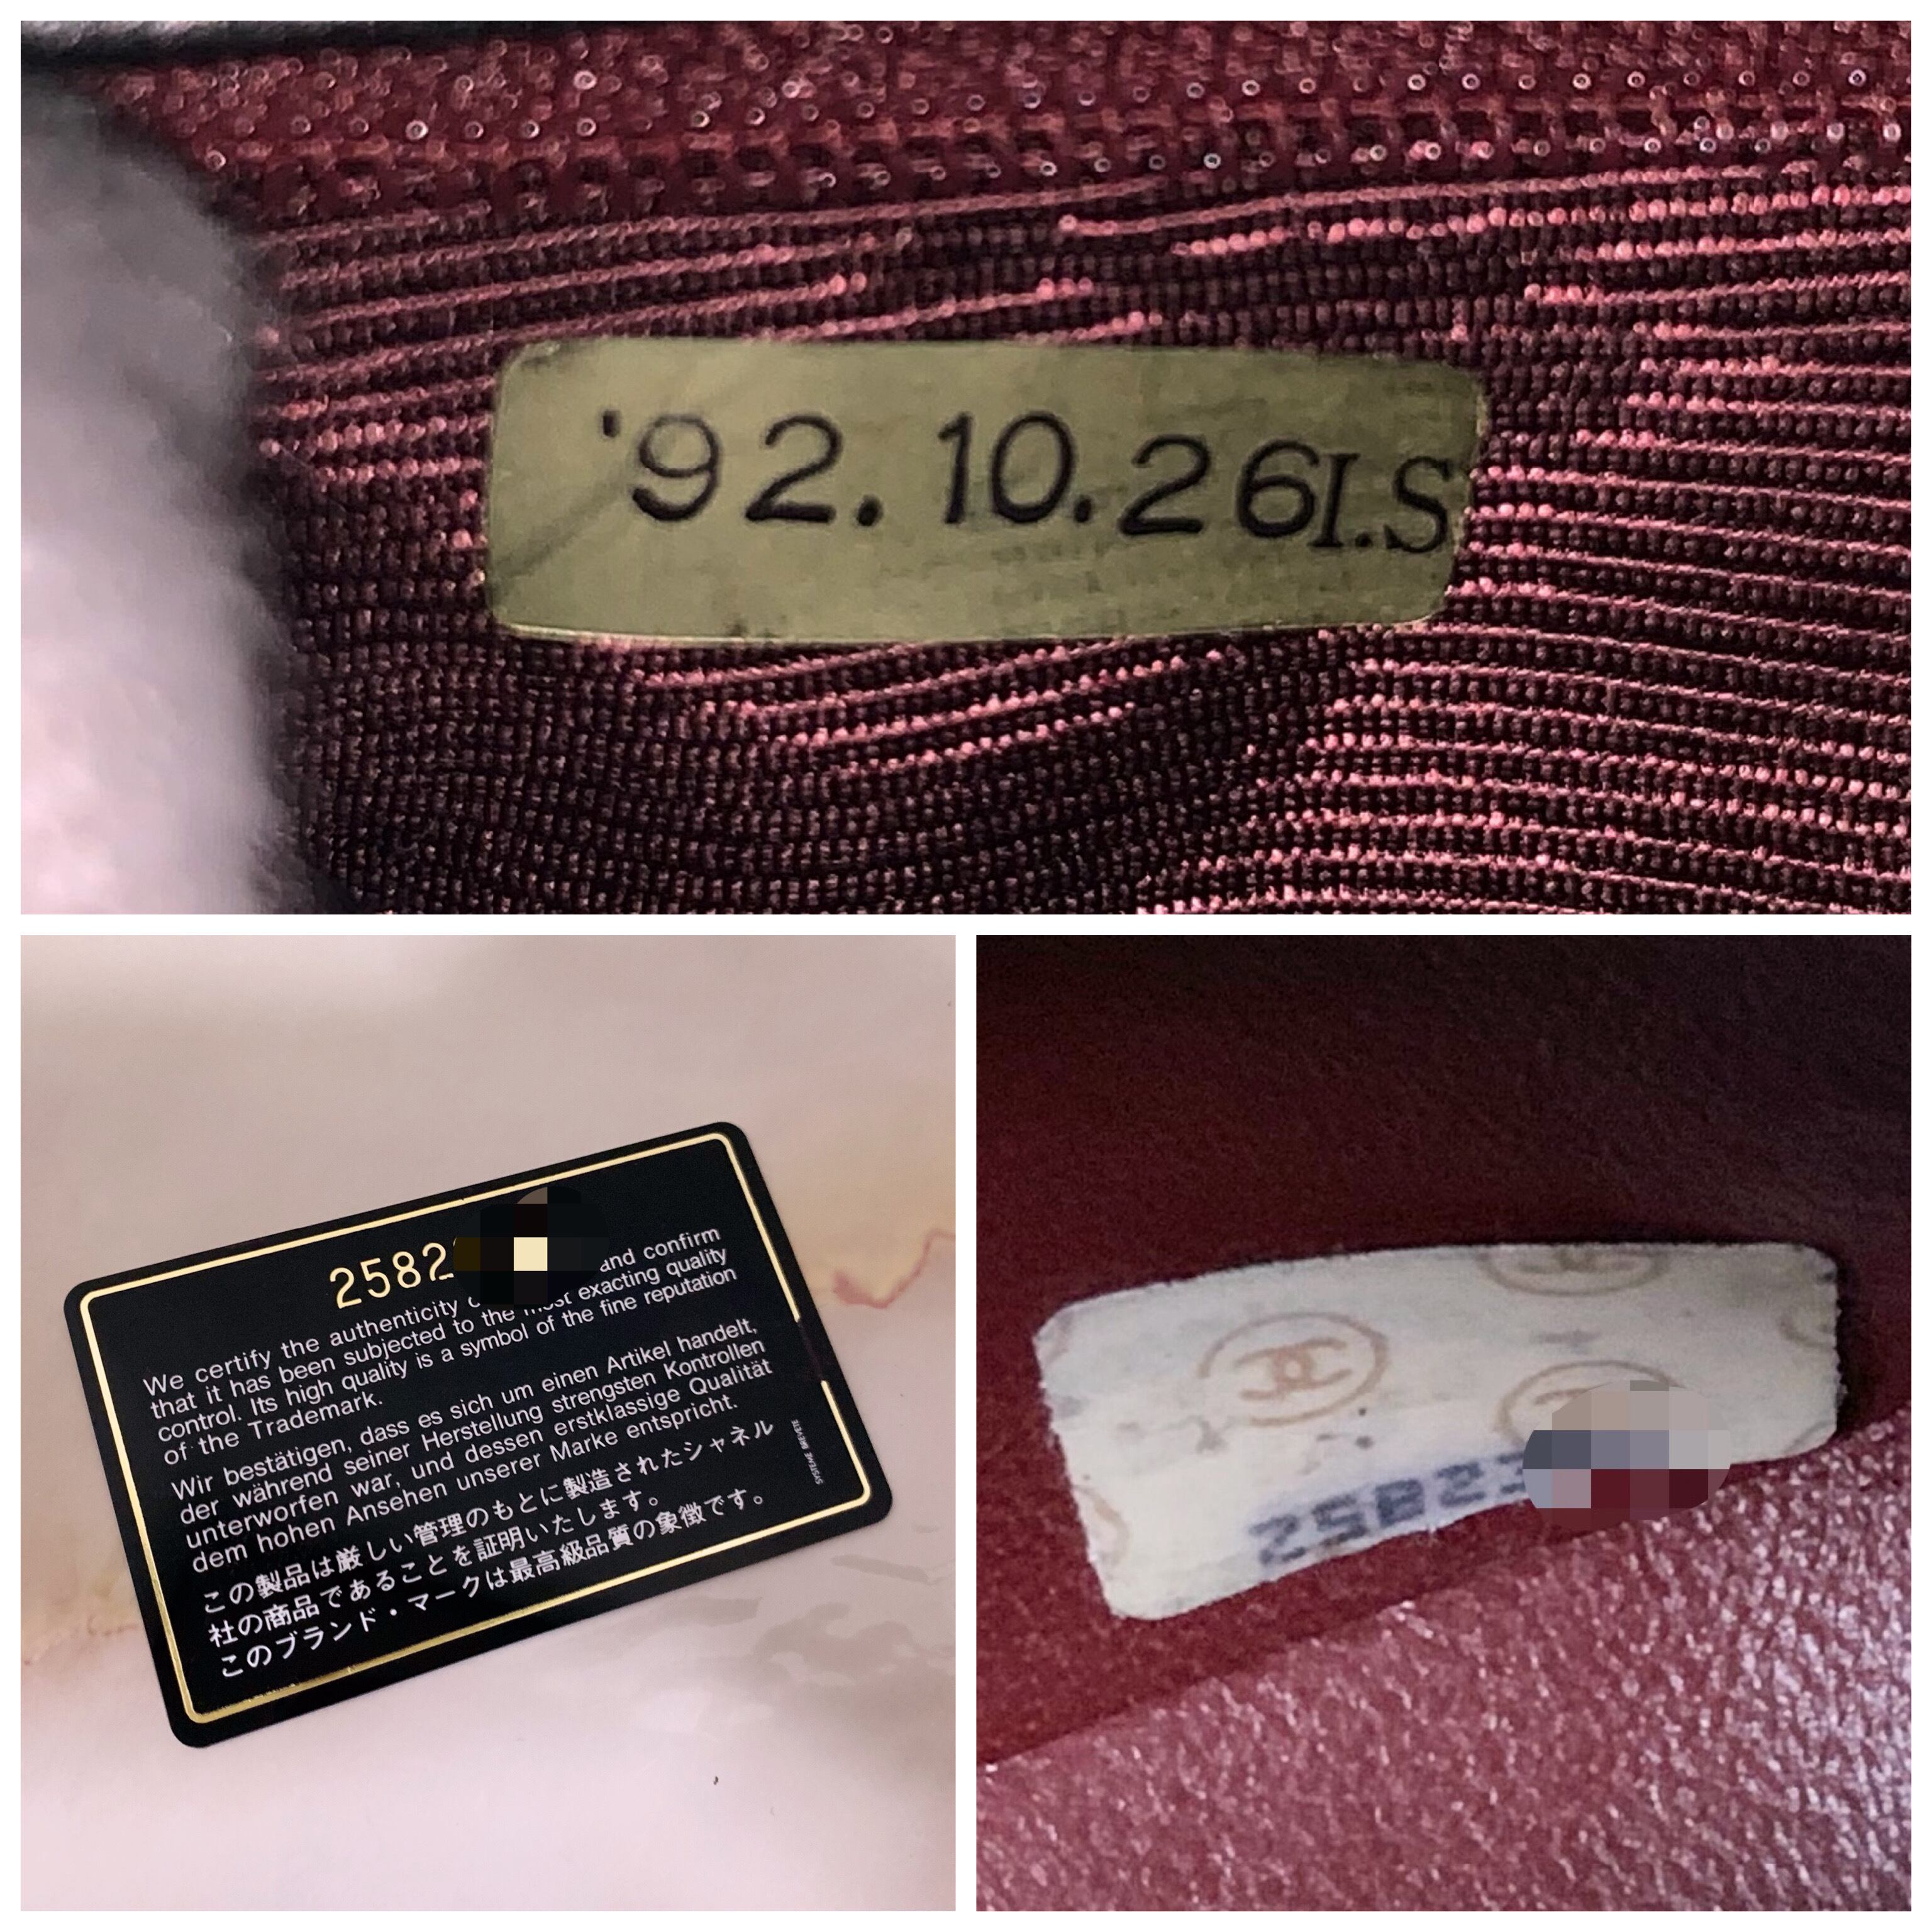 '92.10.26I.S
2582
We certify the authenticity and confirm
that it has been subjected to the most exacting quality
control. Its high quality is a symbol of the fine reputation
of the Trademark.
Wir bestätigen, dass es sich um einen Artikel handelt,
der während seiner Herstellung strengsten Kontrollen
unterworfen war, und dessen erstklassige Qualität
dem hohen Ansehen unserer Marke entspricht.
この製品は厳しい管理のもとに製造されたシャネル
社の商品であることを証明いたします。
このブランド・マークは最高級品質の象徴です。
SYSTEME BREVETE
2582